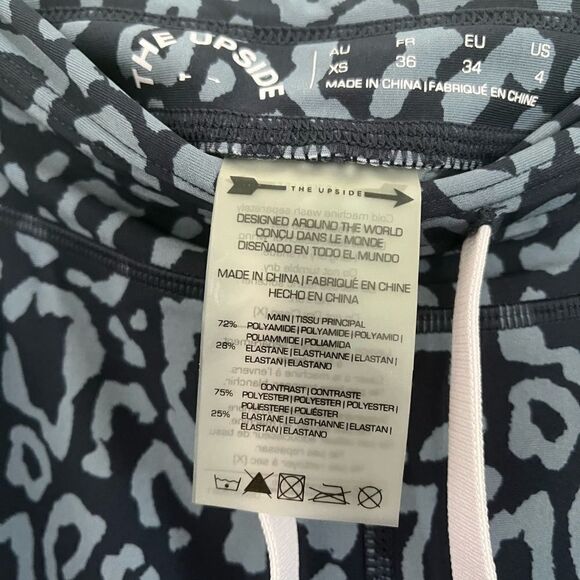 THE UPSIDE
AU FR EU US
XS 36 34 4
MADE IN CHINA | FABRIQUÉ EN CHINE
THE UPSIDE
DESIGNED AROUND THE WORLD
CONÇU DANS LE MONDE
DISEÑADO EN TODO EL MUNDO
MADE IN CHINA | FABRIQUÉ EN CHINE
HECHO EN CHINA
MAIN | TISSU PRINCIPAL
72% POLYAMIDE | POLYAMIDE | POLYAMID |
POLIAMMIDE | POLIAMIDA
28% ELASTANE | ELASTHANNE | ELASTAN |
ELASTAN | ELASTANO
CONTRAST | CONTRASTE
75% POLYESTER | POLYESTER | POLYESTER |
POLIESTERE | POLIÉSTER
25% ELASTANE | ELASTHANNE | ELASTAN |
ELASTAN | ELASTANO